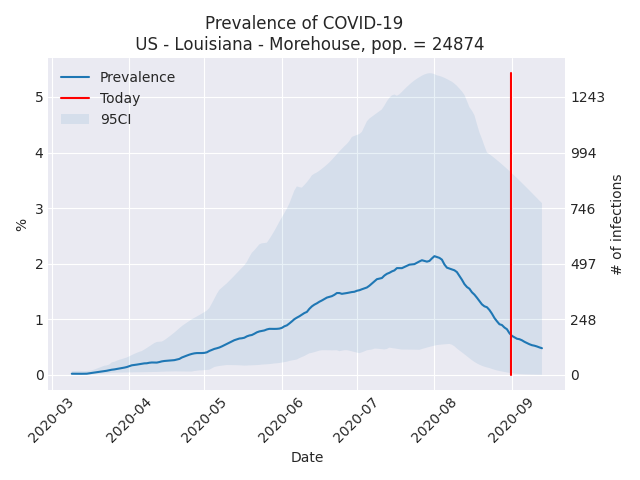 Prevalence of COVID-19
US - Louisiana - Morehouse, pop. = 24874
Prevalence
Today
95CI
5
4
3
2
1
0
%
1243
994
746
497
248
0
# of infections
2020-03
2020-04
2020-05
2020-06
2020-07
2020-08
2020-09
Date